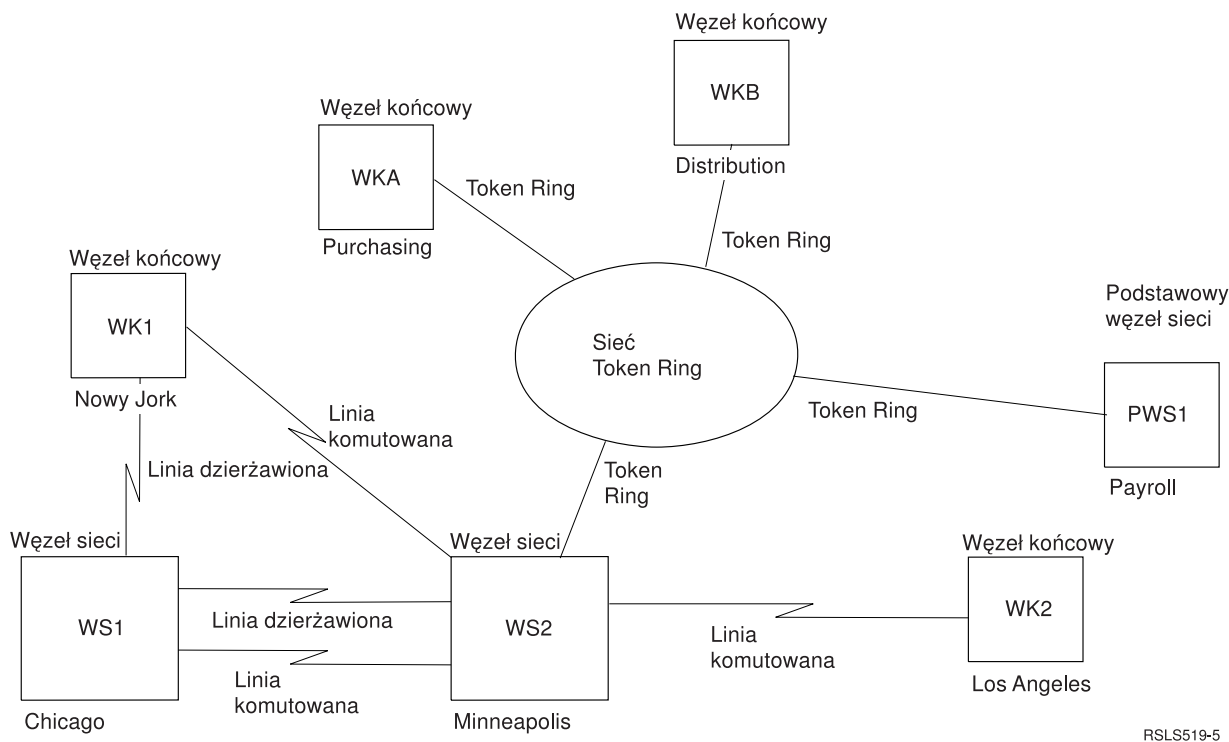 Węzeł końcowy
WKB
Distribution
Węzeł końcowy
WKA
Purchasing
Token Ring
Token Ring
Węzeł końcowy
WK1
Nowy Jork
Sieć
Token Ring
Podstawowy
węzeł sieci
PWS1
Payroll
Token Ring
Linia
komutowana
Linia dzierżawiona
Token
Ring
Węzeł sieci
WS1
Chicago
Linia dzierżawiona
Linia
komutowana
Węzeł sieci
WS2
Minneapolis
Linia
komutowana
Węzeł końcowy
WK2
Los Angeles
RSLS519-5